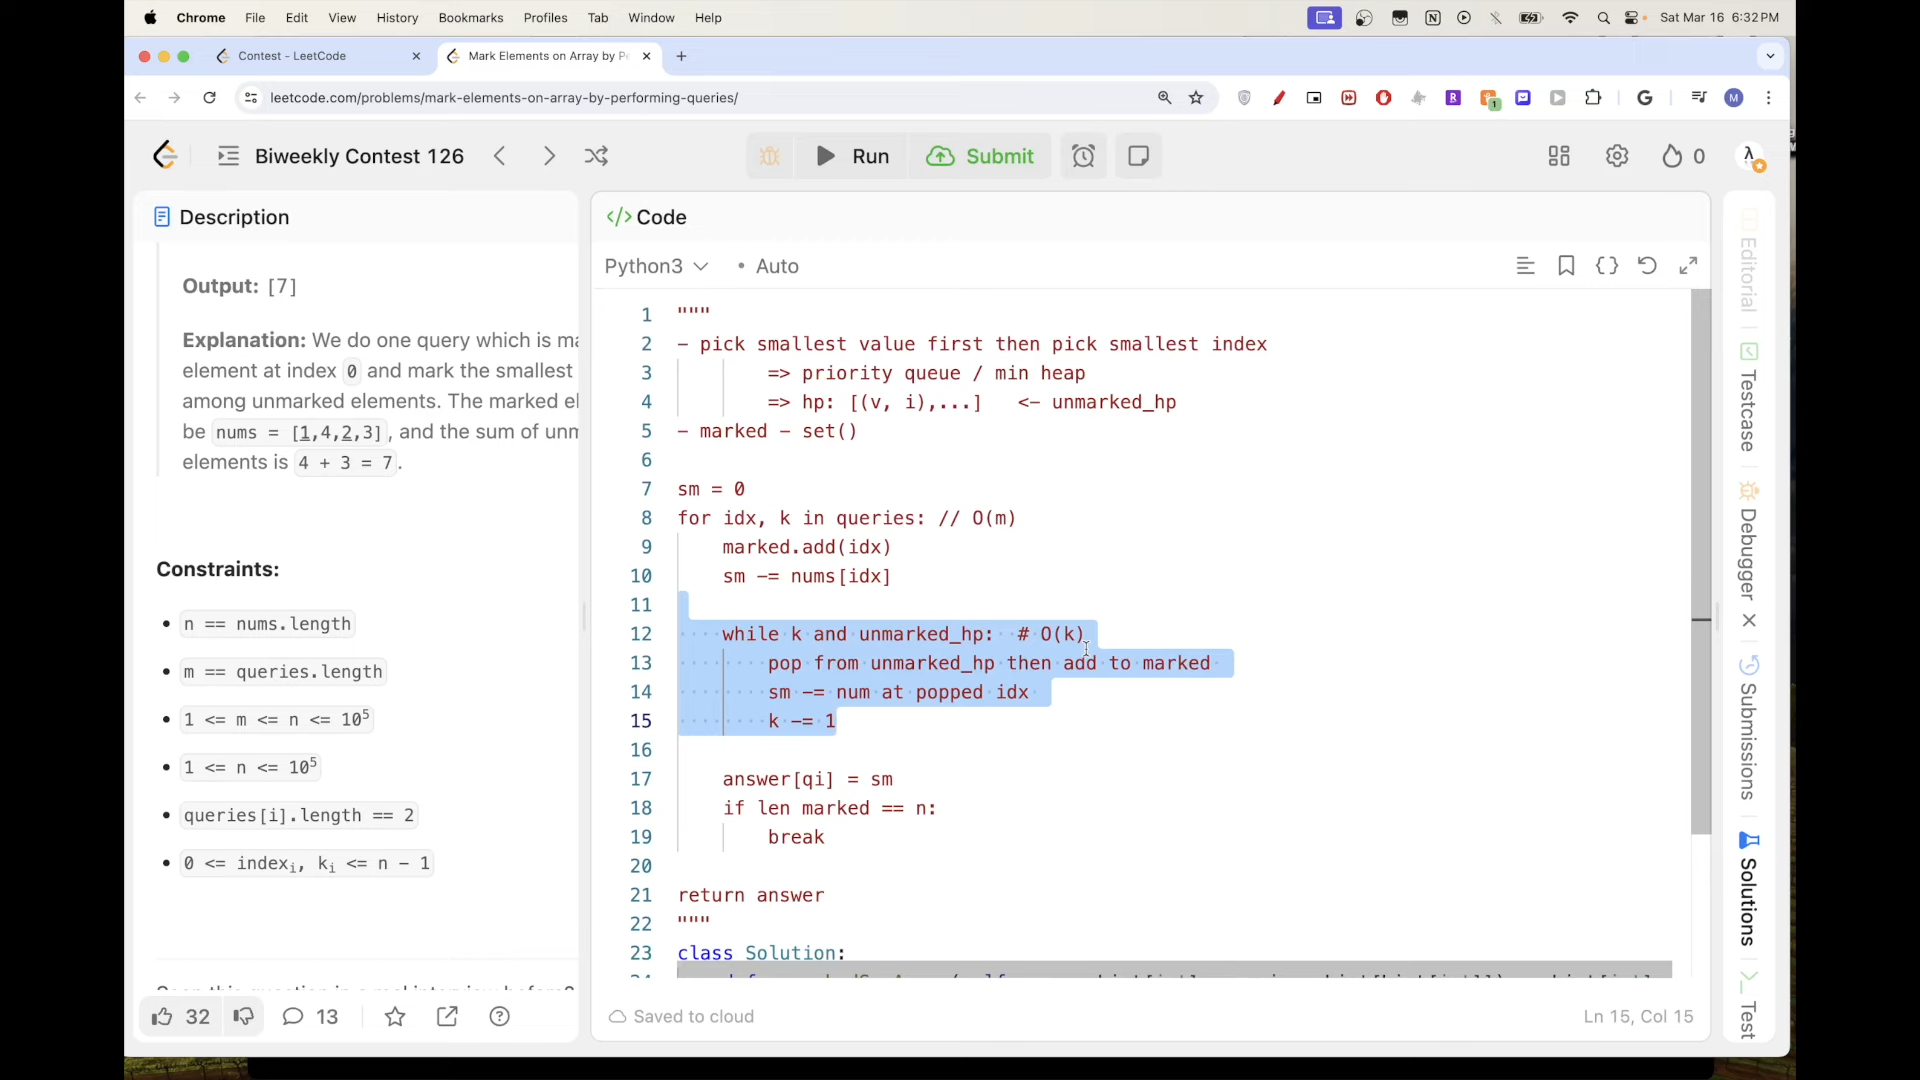 Chrome File Edit View History Bookmarks Profiles Tab Window Help Sat Mar 16 6:32 PM
Contest - LeetCode
Mark Elements on Array by Pe
leetcode.com/problems/mark-elements-on-array-by-performing-queries/
Biweekly Contest 126
Run
Submit
0
Description
Output: [7]
Explanation: We do one query which is ma
element at index 0 and mark the smallest
among unmarked elements. The marked el
be nums = [1,4,2,3], and the sum of unm
elements is 4 + 3 = 7.
Constraints:
• n == nums.length
• m == queries.length
• 1 <= m <= n <= 10⁵
• 1 <= n <= 10⁵
• queries[i].length == 2
• 0 <= indexᵢ, kᵢ <= n - 1
32
13
</> Code
Python3 • Auto
1 """
2 - pick smallest value first then pick smallest index
3 => priority queue / min heap
4 => hp: [(v, i),...] <- unmarked_hp
5 - marked - set()
6
7 sm = 0
8 for idx, k in queries: // O(m)
9 marked.add(idx)
10 sm -= nums[idx]
11
12 while k and unmarked_hp: # O(k)
13 pop from unmarked_hp then add to marked
14 sm -= num at popped idx
15 k -= 1
16
17 answer[qi] = sm
18 if len marked == n:
19 break
20
21 return answer
22 """
23 class Solution:
Saved to cloud
Ln 15, Col 15
Editorial
Testcase
Debugger
Submissions
Solutions
Test